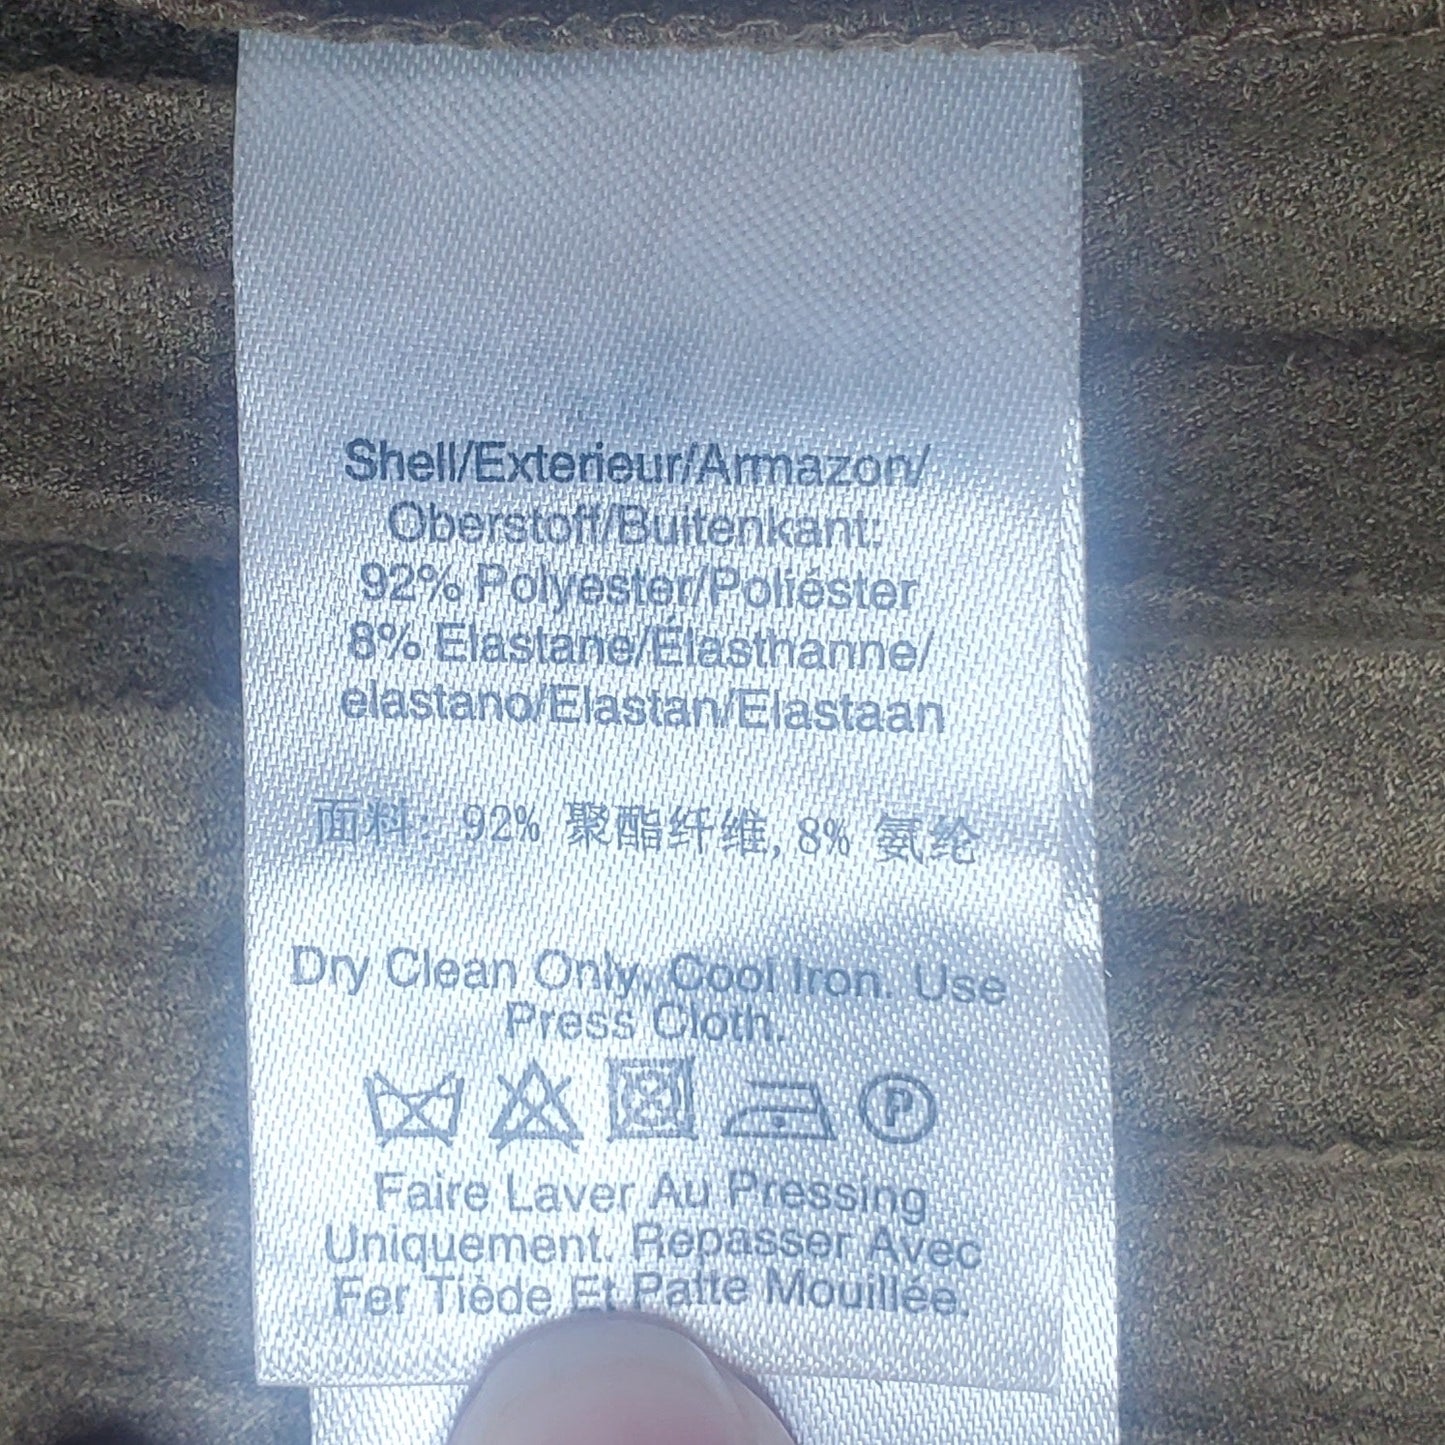 Shell/Exterieur/Armazon/
Oberstoff/Buitenkant:
92% Polyester/Poliéster
8% Elastane/Élasthanne/
elastano/Elastan/Elastaan
面料: 92% 聚酯纤维, 8% 氨纶
Dry Clean Only. Cool Iron. Use
Press Cloth.
P
Faire Laver Au Pressing
Uniquement. Repasser Avec
Fer Tiède Et Patte Mouillée.